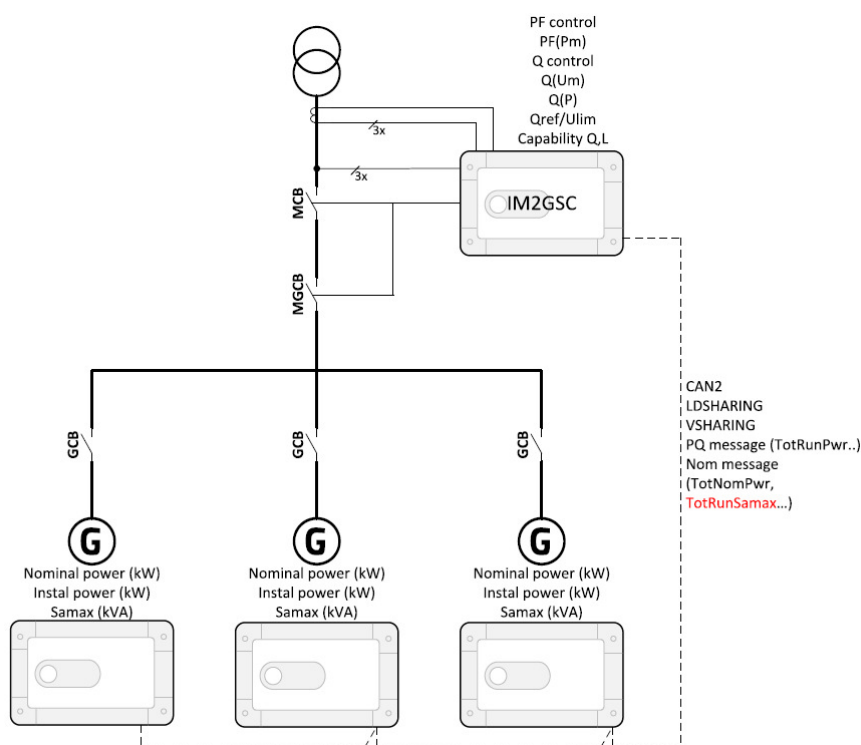 PF control
PF(Pm)
Q control
Q(Um)
Q(P)
Qref/Ulim
Capability Q,L
3x
3x
IM2GSC
MCB
MGCB
CAN2
LDSHARING
VSHARING
PQ message (TotRunPwr..)
Nom message
(TotNomPwr,
TotRunSamax...)
GCB
GCB
GCB
G
G
G
Nominal power (kW)
Instal power (kW)
Samax (kVA)
Nominal power (kW)
Instal power (kW)
Samax (kVA)
Nominal power (kW)
Instal power (kW)
Samax (kVA)